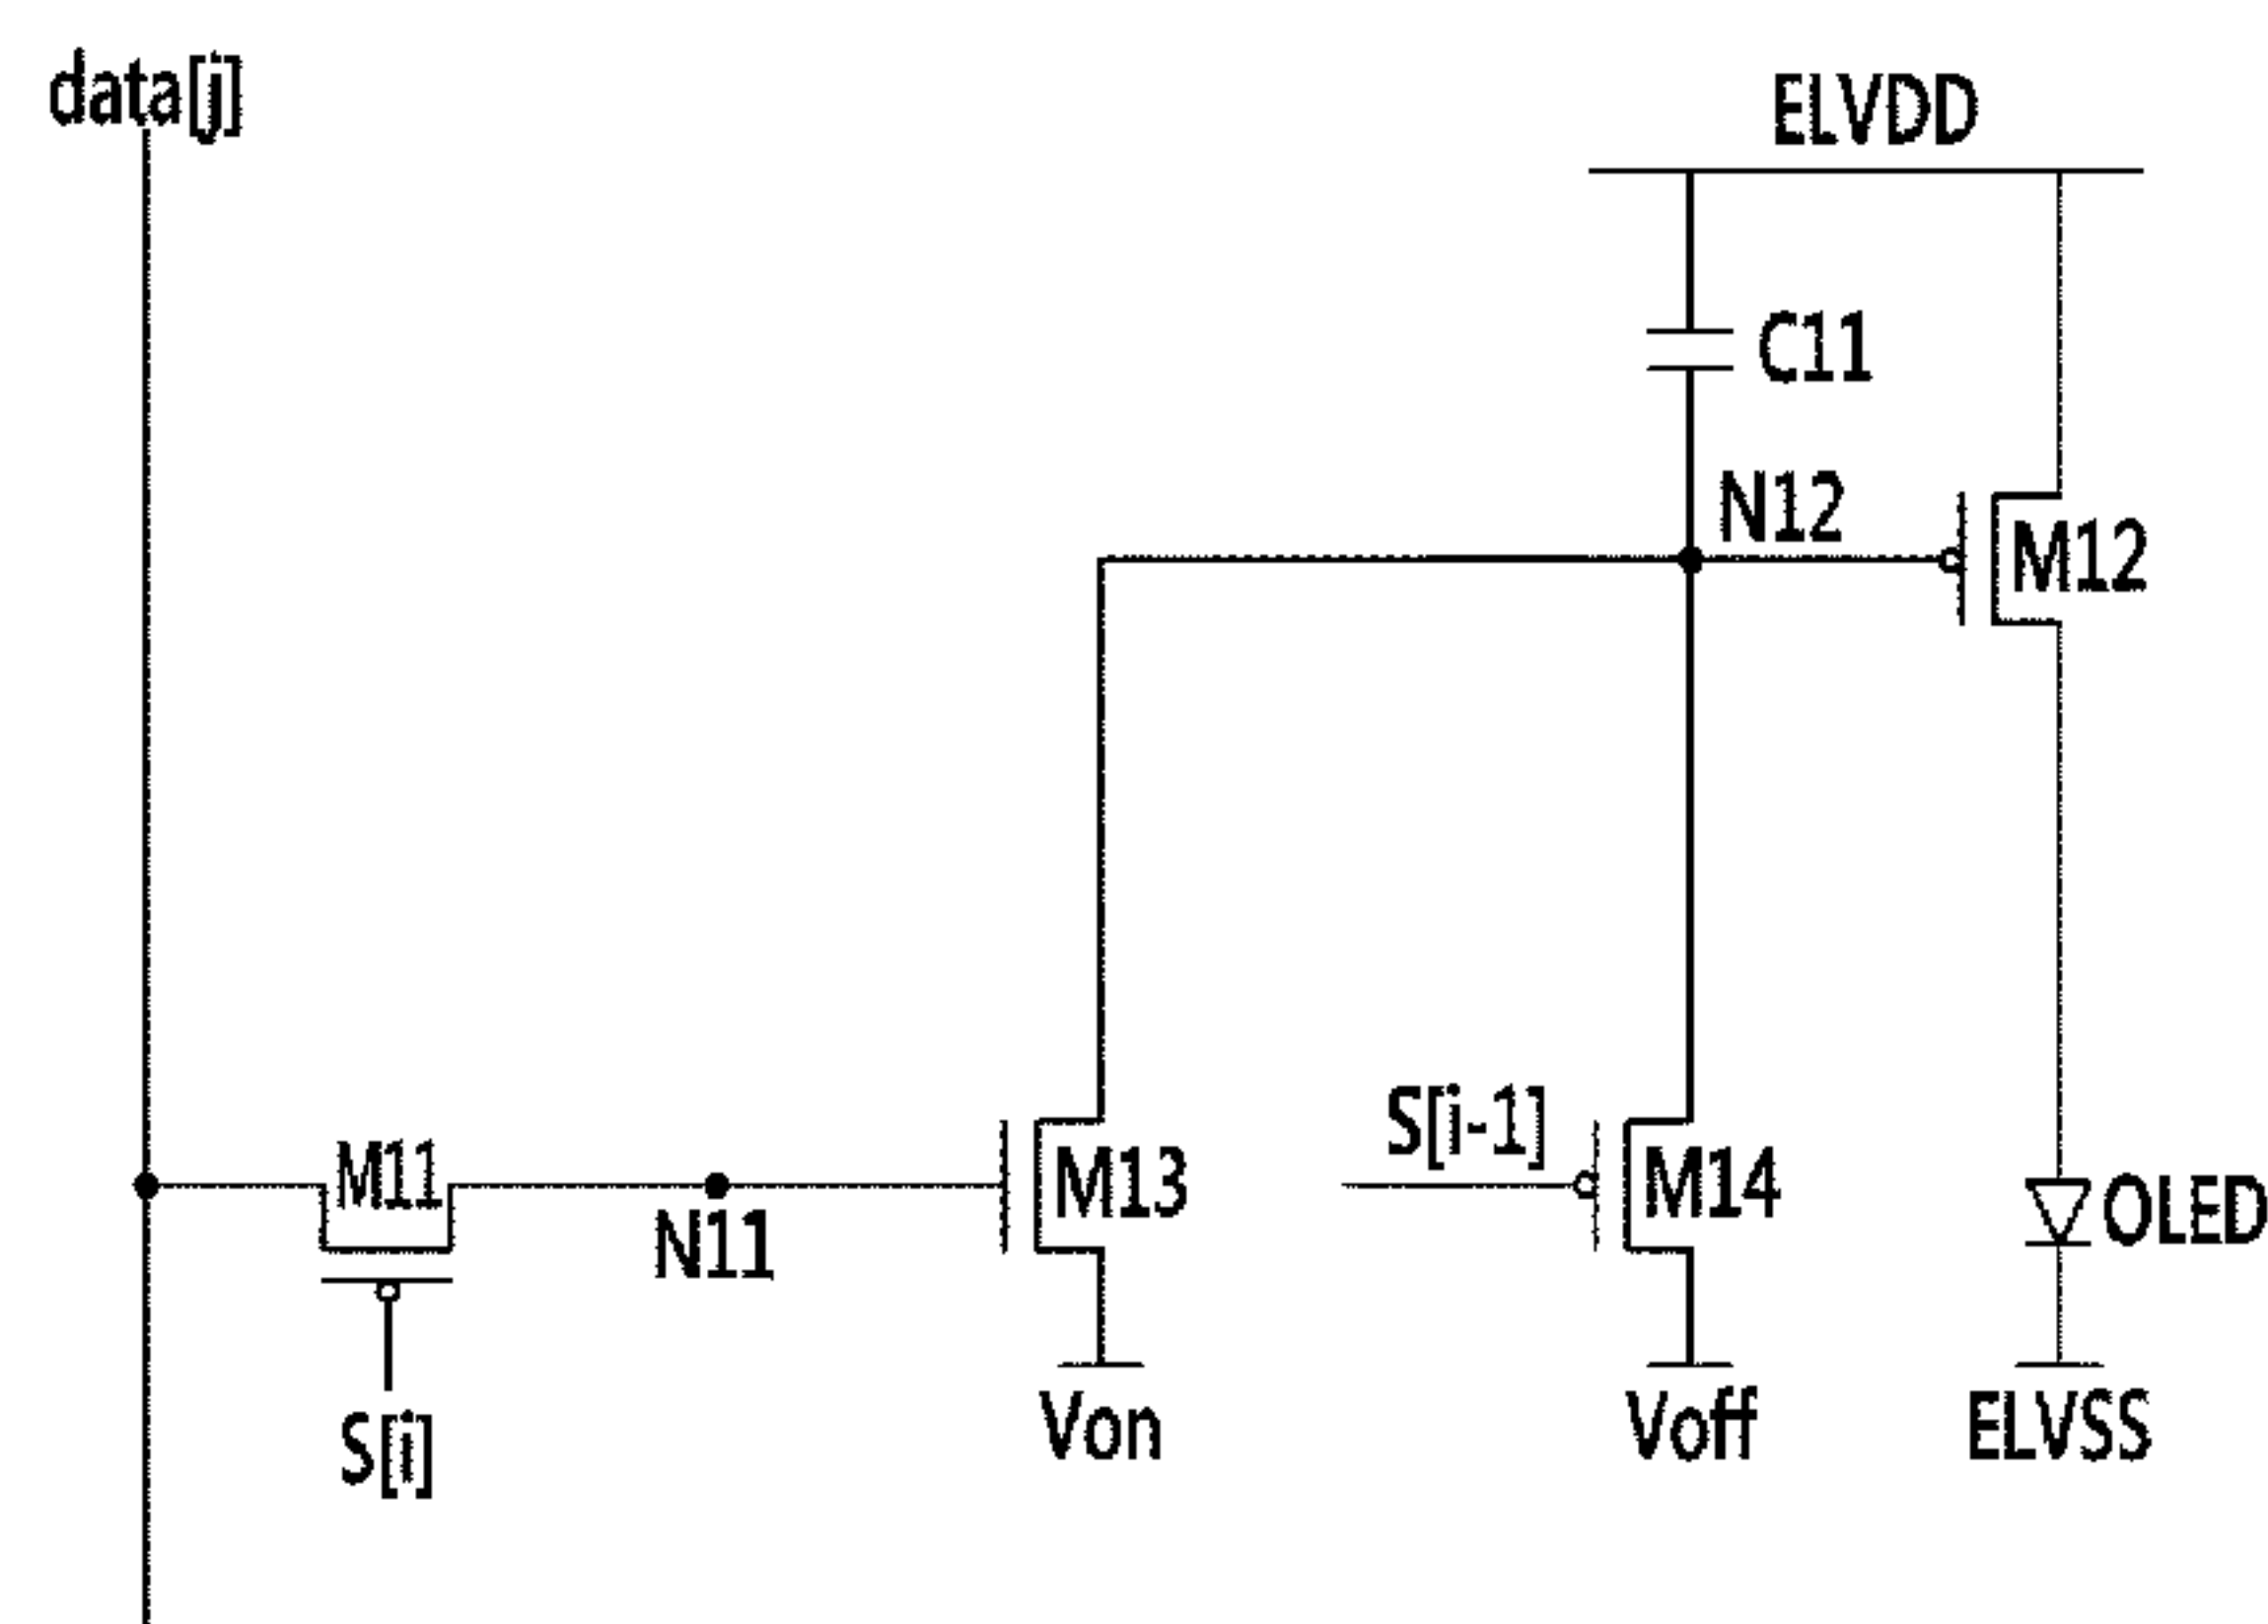 data[j]
ELVDD
C11
N12
M12
S[i-1]
M11
M13
M14
OLED
N11
Von
Voff
ELVSS
S[i]